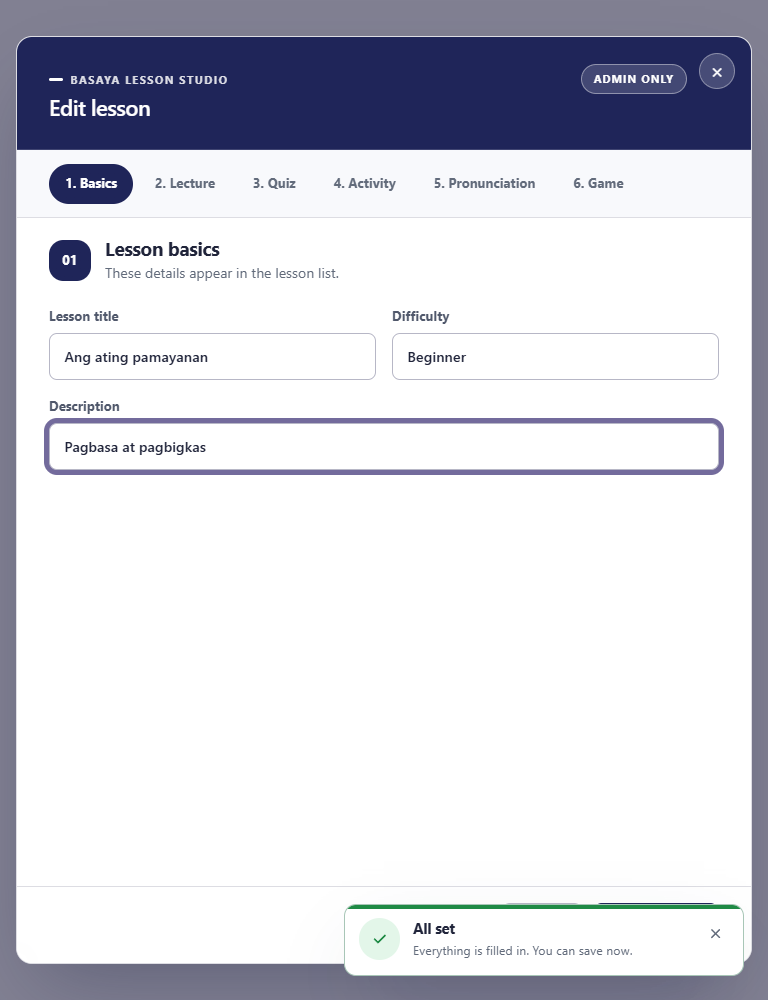 BASAYA LESSON STUDIO
ADMIN ONLY
Edit lesson
1. Basics
2. Lecture
3. Quiz
4. Activity
5. Pronunciation
6. Game
01
Lesson basics
These details appear in the lesson list.
Lesson title
Difficulty
Ang ating pamayanan
Beginner
Description
Pagbasa at pagbigkas
All set
Everything is filled in. You can save now.